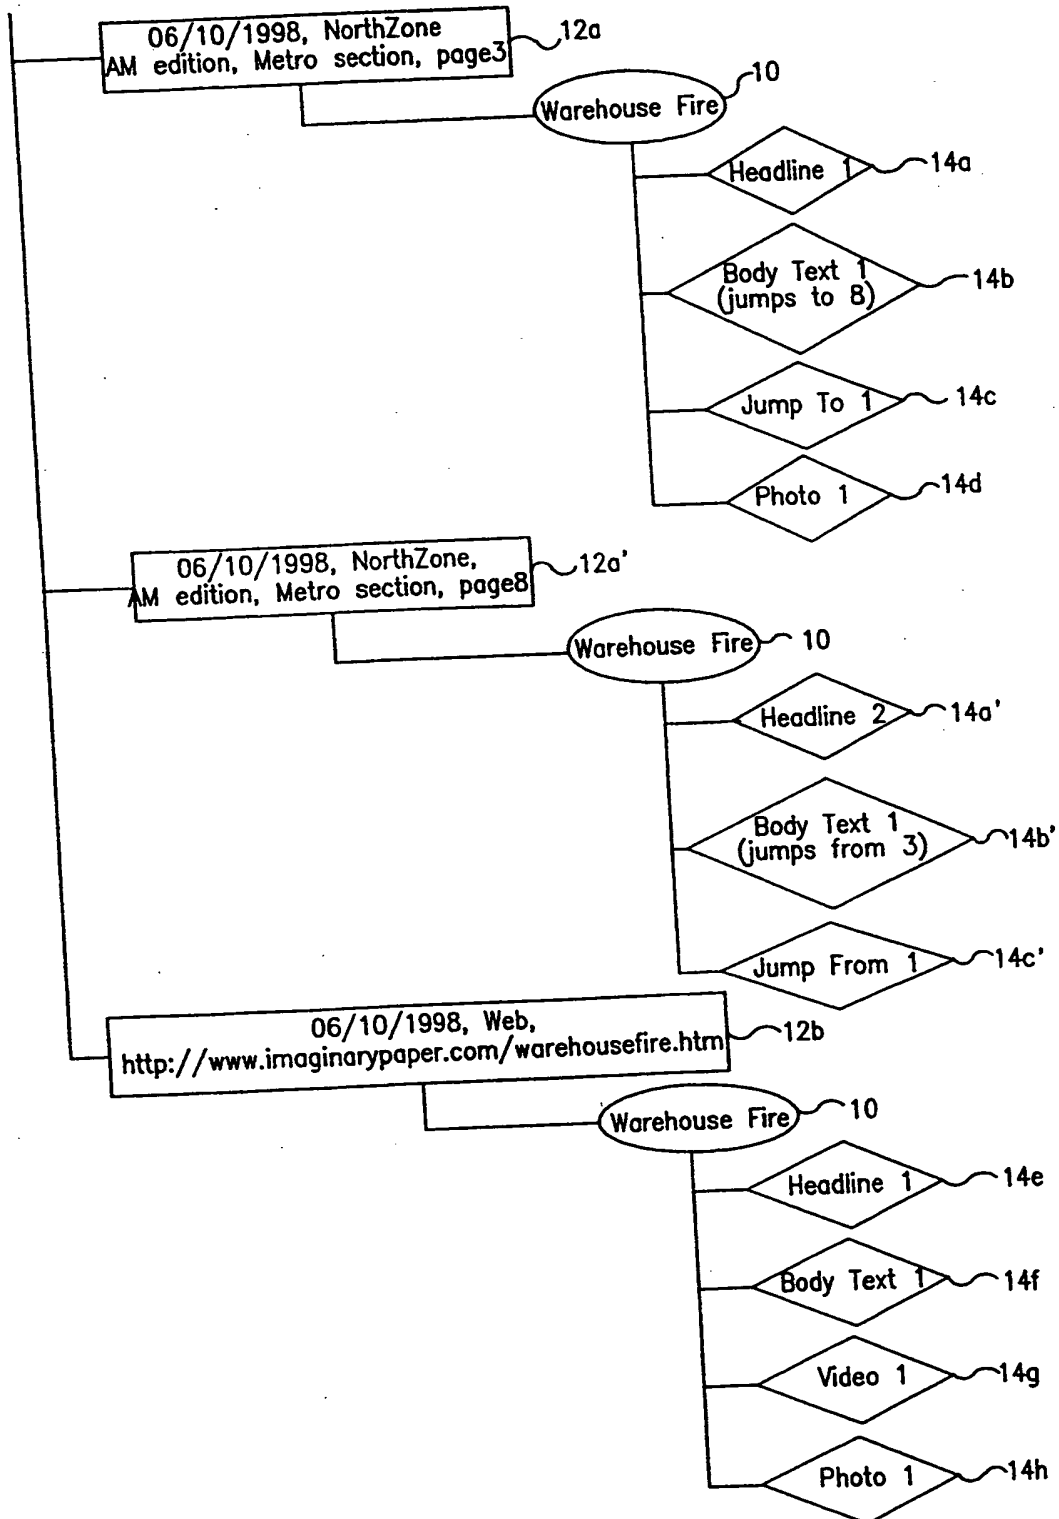 06/10/1998, NorthZone
AM edition, Metro section, page3
12a
Warehouse Fire
10
Headline 1
14a
Body Text 1
(jumps to 8)
14b
Jump To 1
14c
Photo 1
14d
06/10/1998, NorthZone,
AM edition, Metro section, page8
12a'
Warehouse Fire
10
Headline 2
14a'
Body Text 1
(jumps from 3)
14b'
Jump From 1
14c'
06/10/1998, Web,
http://www.imaginarypaper.com/warehousefire.htm
12b
Warehouse Fire
10
Headline 1
14e
Body Text 1
14f
Video 1
14g
Photo 1
14h